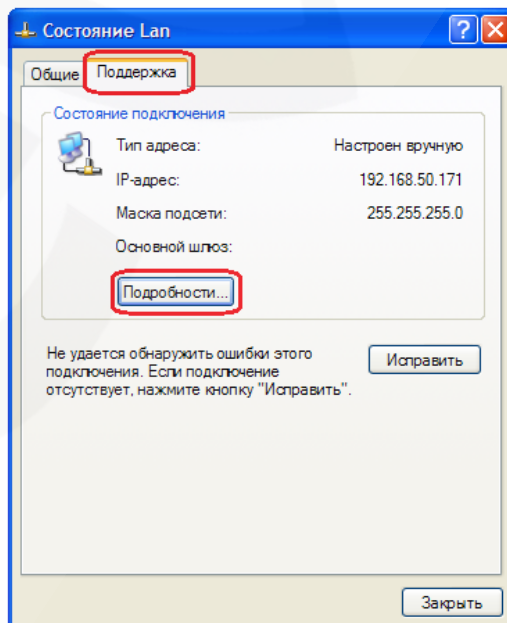 Состояние Lan
Общие Поддержка
Состояние подключения
Тип адреса: Настроен вручную
IP-адрес: 192.168.50.171
Маска подсети: 255.255.255.0
Основной шлюз:
Подробности...
Не удается обнаружить ошибки этого
подключения. Если подключение
отсутствует, нажмите кнопку "Исправить".
Исправить
Закрыть